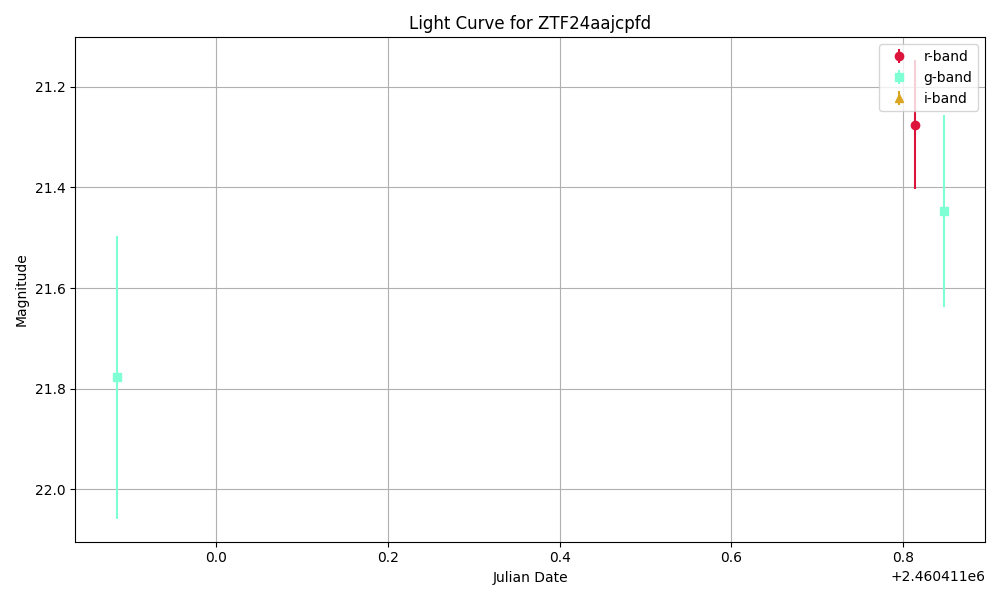 Light Curve for ZTF24aajcpfd
r-band
g-band
i-band
Magnitude
21.2
21.4
21.6
21.8
22.0
0.0 0.2 0.4 0.6 0.8
Julian Date
+2.460411e6